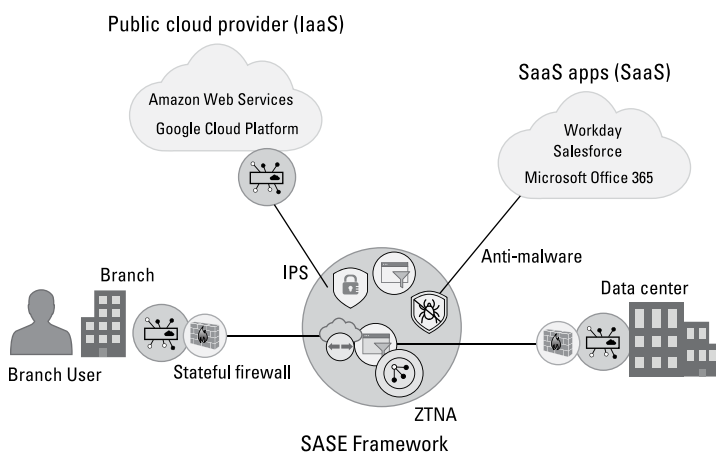 Public cloud provider (IaaS)
SaaS apps (SaaS)
Amazon Web Services
Google Cloud Platform
Workday
Salesforce
Microsoft Office 365
IPS
Anti-malware
Branch
Data center
Branch User
Stateful firewall
ZTNA
SASE Framework